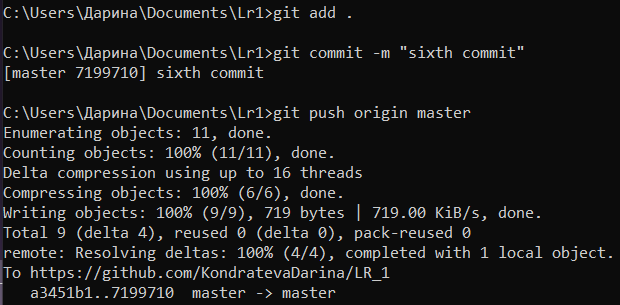 C:\Users\Дарина\Documents\Lr1>git add .
C:\Users\Дарина\Documents\Lr1>git commit -m "sixth commit"
[master 7199710] sixth commit
C:\Users\Дарина\Documents\Lr1>git push origin master
Enumerating objects: 11, done.
Counting objects: 100% (11/11), done.
Delta compression using up to 16 threads
Compressing objects: 100% (6/6), done.
Writing objects: 100% (9/9), 719 bytes | 719.00 KiB/s, done.
Total 9 (delta 4), reused 0 (delta 0), pack-reused 0
remote: Resolving deltas: 100% (4/4), completed with 1 local object.
To https://github.com/KondratevaDarina/LR_1
   a3451b1..7199710  master -> master